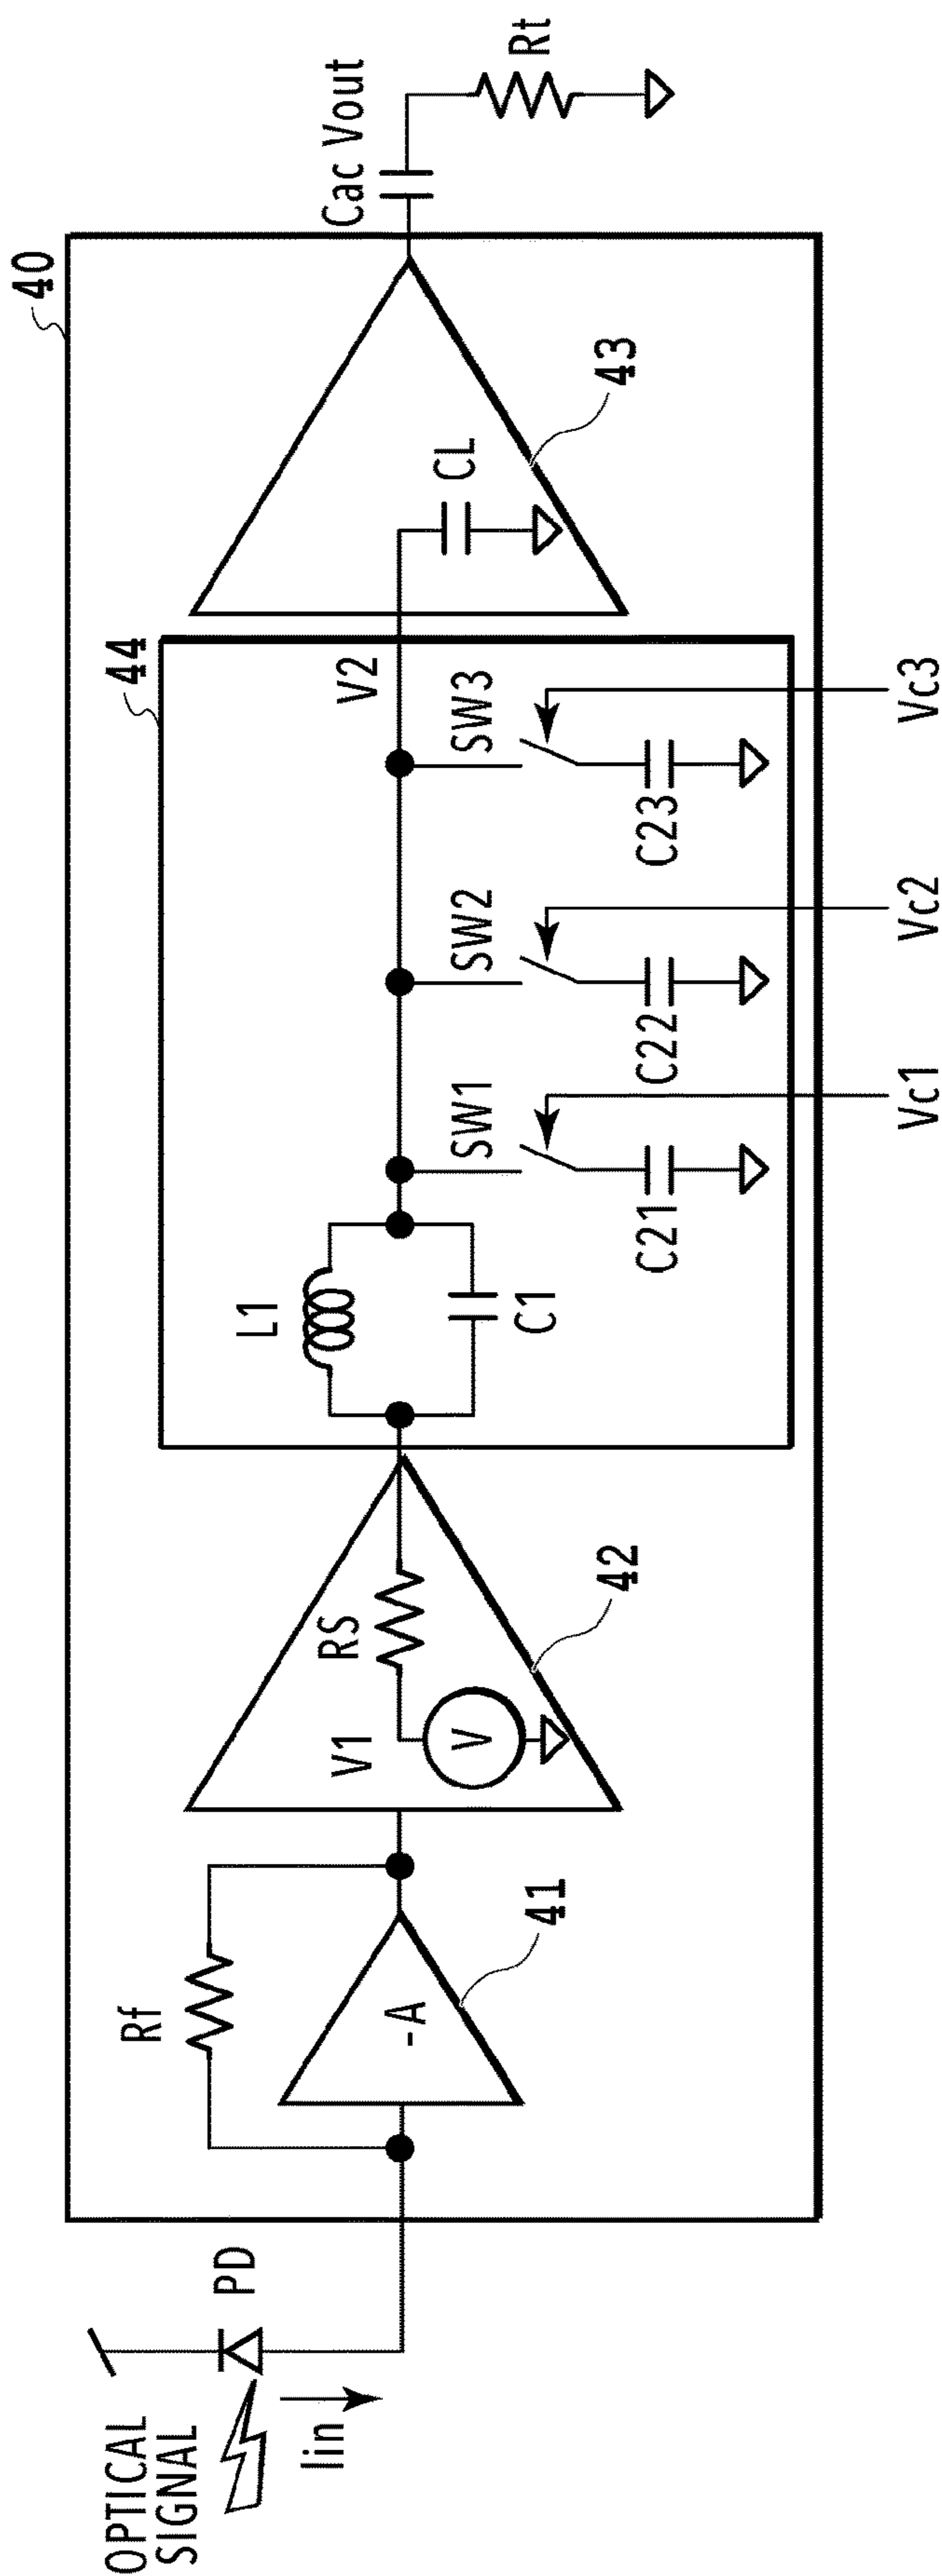 40
44
OPTICAL
SIGNAL
Iin
PD
Rf
-A
41
V1
V
RS
42
L1
C1
SW1
C21
SW2
C22
SW3
C23
V2
CL
43
Cac Vout
Rt
Vc1
Vc2
Vc3